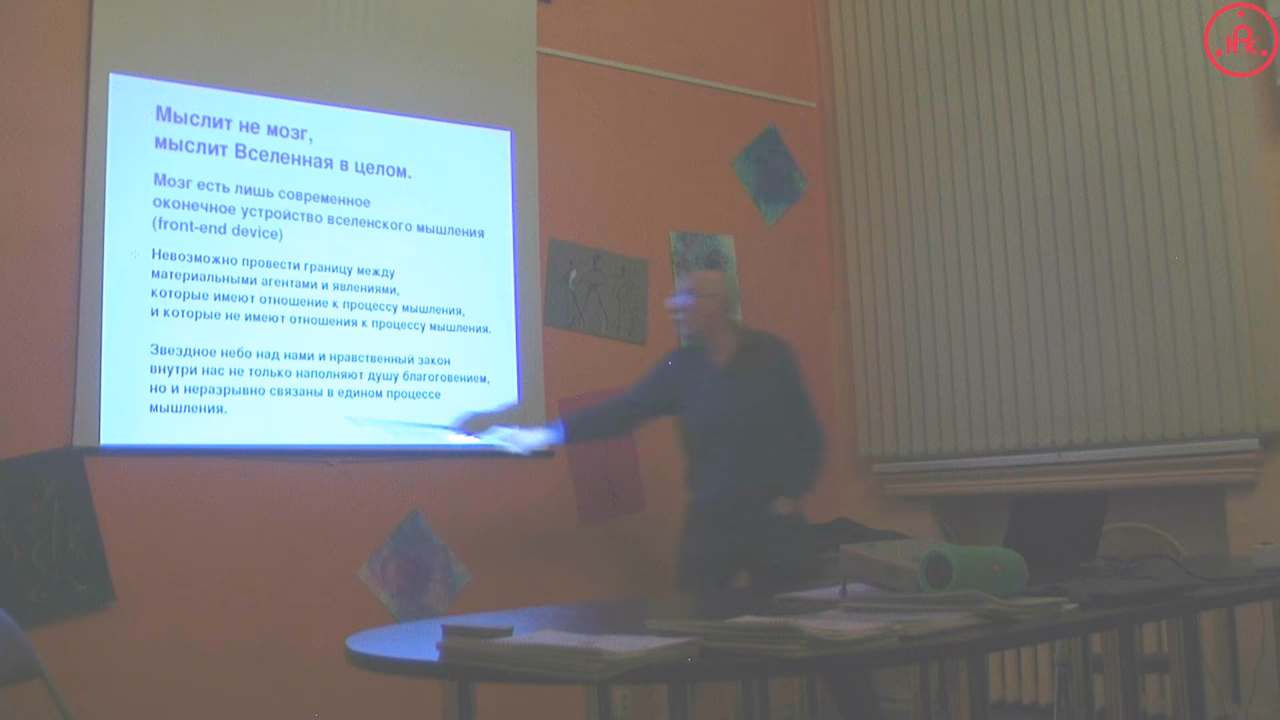 Мыслит не мозг,
мыслит Вселенная в целом.
Мозг есть лишь современное
оконечное устройство вселенского мышления
(front-end device)
Невозможно провести границу между
материальными агентами и явлениями,
которые имеют отношение к процессу мышления,
и которые не имеют отношения к процессу мышления.
Звездное небо над нами и нравственный закон
внутри нас не только наполняют душу благоговением,
но и неразрывно связаны в едином процессе
мышления.